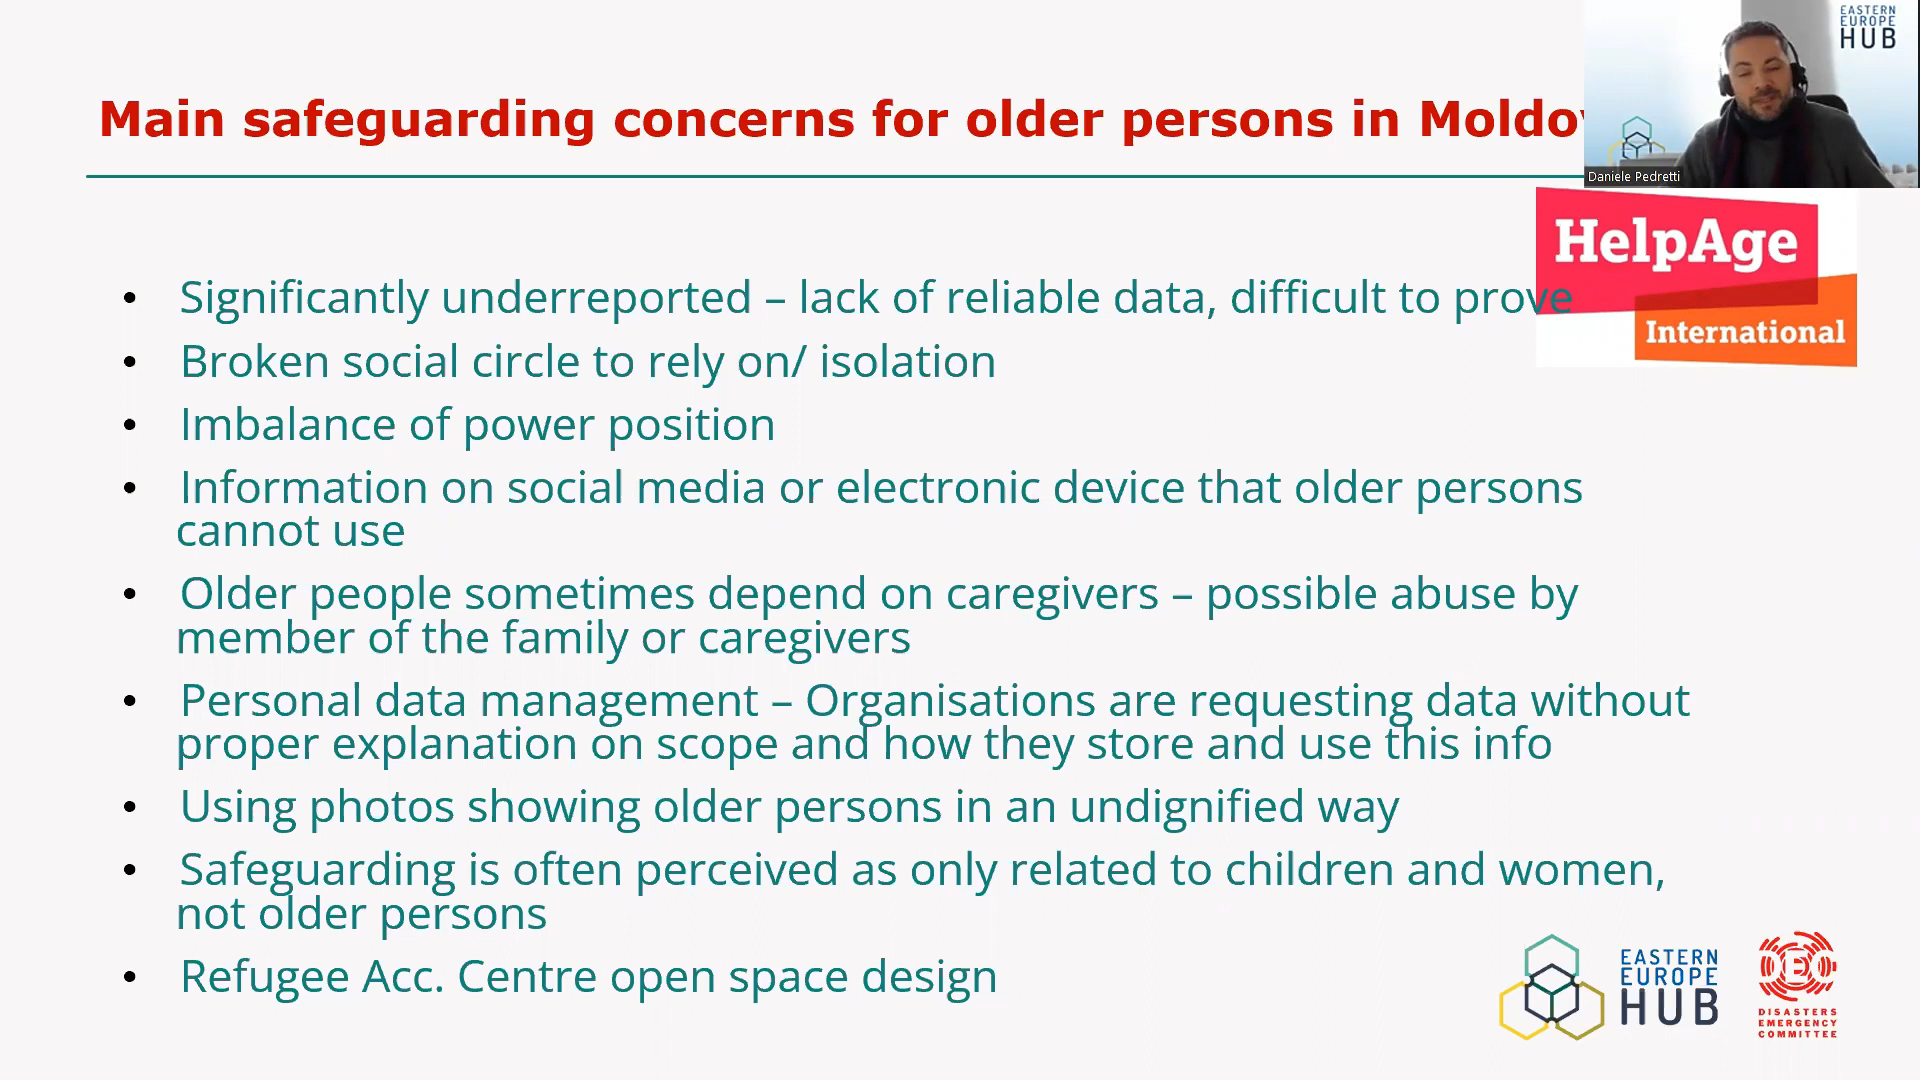 EASTERN
EUROPE
HUB
Main safeguarding concerns for older persons in Moldov
Daniele Pedretti
HelpAge
International
• Significantly underreported – lack of reliable data, difficult to prove
• Broken social circle to rely on/ isolation
• Imbalance of power position
• Information on social media or electronic device that older persons
cannot use
• Older people sometimes depend on caregivers – possible abuse by
member of the family or caregivers
• Personal data management – Organisations are requesting data without
proper explanation on scope and how they store and use this info
• Using photos showing older persons in an undignified way
• Safeguarding is often perceived as only related to children and women,
not older persons
• Refugee Acc. Centre open space design
EASTERN
EUROPE
HUB
DEC
DISASTERS
EMERGENCY
COMMITTEE